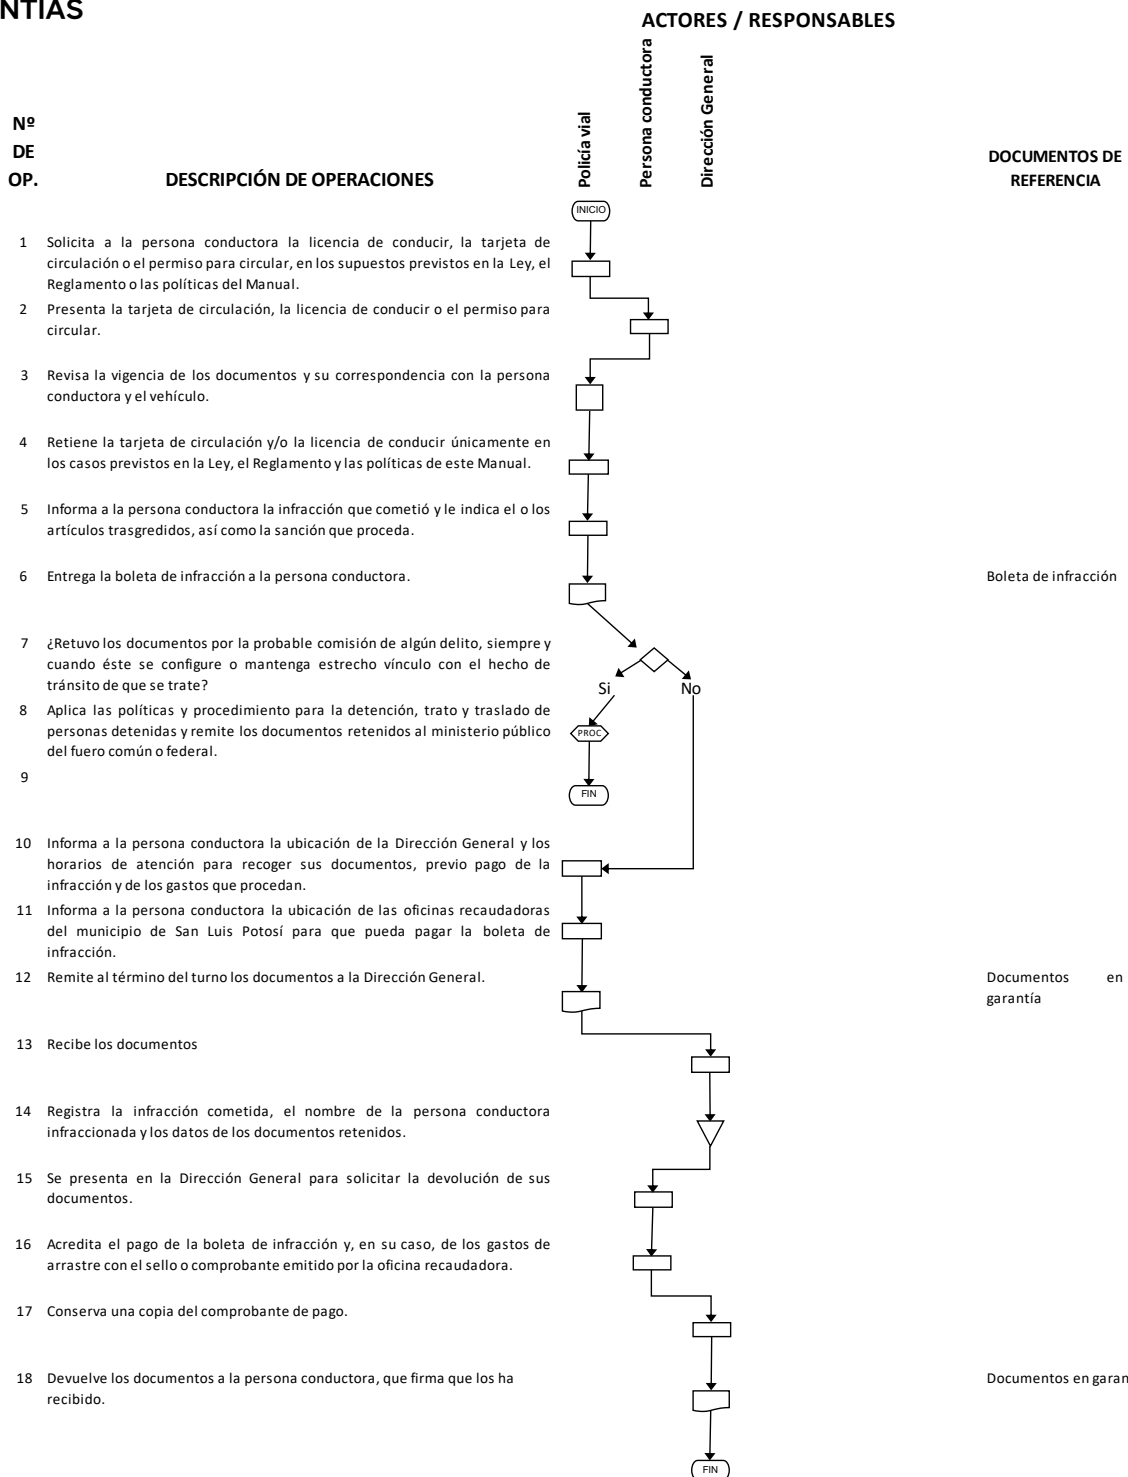 NTIAS
ACTORES / RESPONSABLES
Policía vial
Persona conductora
Dirección General
Nº
DE
OP.
DESCRIPCIÓN DE OPERACIONES
DOCUMENTOS DE
REFERENCIA
INICIO
1 Solicita a la persona conductora la licencia de conducir, la tarjeta de
circulación o el permiso para circular, en los supuestos previstos en la Ley, el
Reglamento o las políticas del Manual.
2 Presenta la tarjeta de circulación, la licencia de conducir o el permiso para
circular.
3 Revisa la vigencia de los documentos y su correspondencia con la persona
conductora y el vehículo.
4 Retiene la tarjeta de circulación y/o la licencia de conducir únicamente en
los casos previstos en la Ley, el Reglamento y las políticas de este Manual.
5 Informa a la persona conductora la infracción que cometió y le indica el o los
artículos trasgredidos, así como la sanción que proceda.
6 Entrega la boleta de infracción a la persona conductora.
Boleta de infracción
7 ¿Retuvo los documentos por la probable comisión de algún delito, siempre y
cuando éste se configure o mantenga estrecho vínculo con el hecho de
tránsito de que se trate?
Si
No
8 Aplica las políticas y procedimiento para la detención, trato y traslado de
personas detenidas y remite los documentos retenidos al ministerio público
del fuero común o federal.
PROC
9
FIN
10 Informa a la persona conductora la ubicación de la Dirección General y los
horarios de atención para recoger sus documentos, previo pago de la
infracción y de los gastos que procedan.
11 Informa a la persona conductora la ubicación de las oficinas recaudadoras
del municipio de San Luis Potosí para que pueda pagar la boleta de
infracción.
12 Remite al término del turno los documentos a la Dirección General.
Documentos en
garantía
13 Recibe los documentos
14 Registra la infracción cometida, el nombre de la persona conductora
infraccionada y los datos de los documentos retenidos.
15 Se presenta en la Dirección General para solicitar la devolución de sus
documentos.
16 Acredita el pago de la boleta de infracción y, en su caso, de los gastos de
arrastre con el sello o comprobante emitido por la oficina recaudadora.
17 Conserva una copia del comprobante de pago.
18 Devuelve los documentos a la persona conductora, que firma que los ha
recibido.
Documentos en garan
FIN